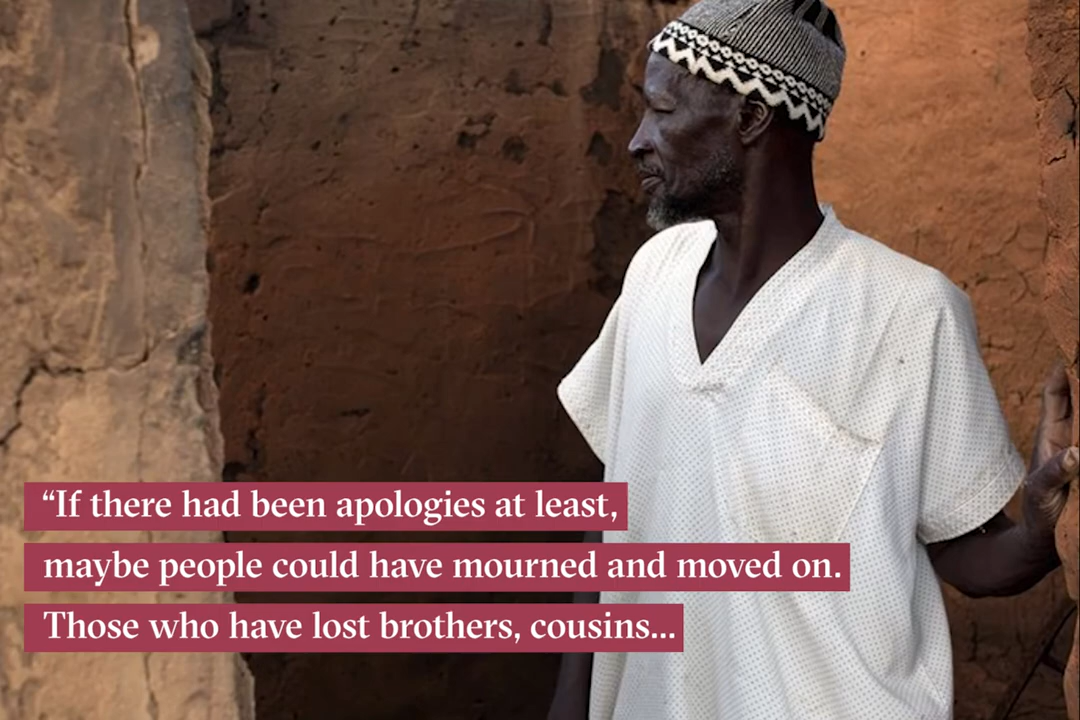 “If there had been apologies at least,
maybe people could have mourned and moved on.
Those who have lost brothers, cousins...